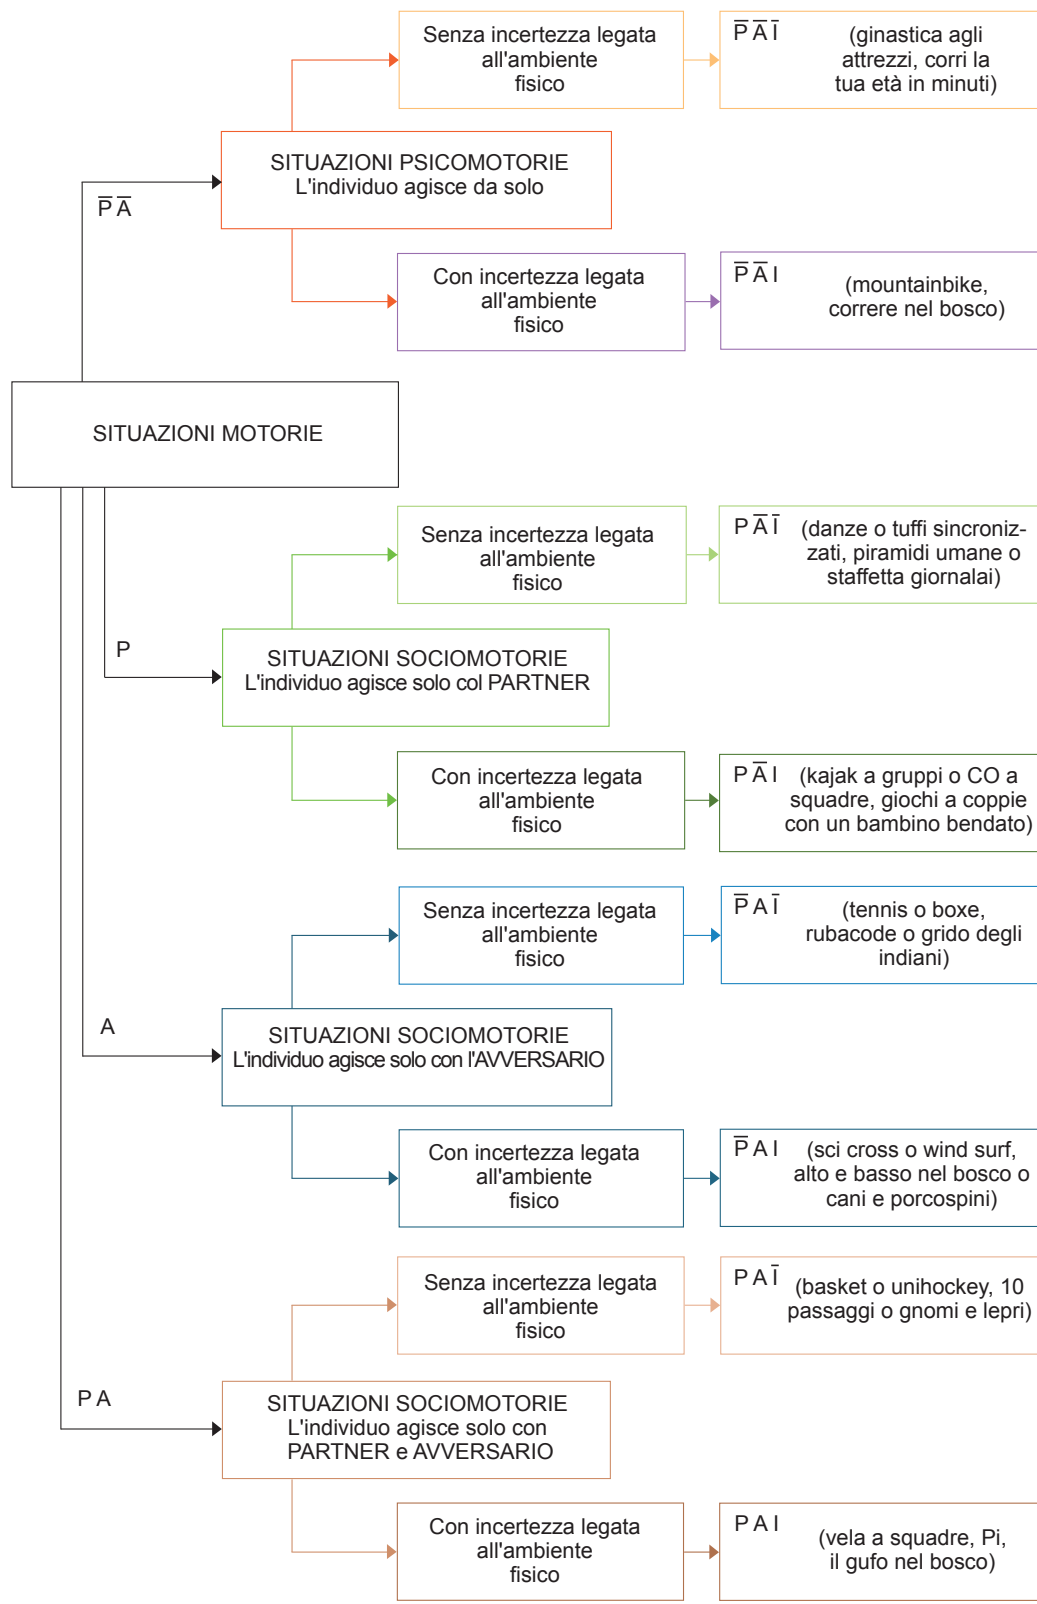 Senza incertezza legata
all'ambiente
fisico
P̅ A̅ I̅ (ginastica agli
attrezzi, corri la
tua età in minuti)
SITUAZIONI PSICOMOTORIE
L'individuo agisce da solo
P̅ A̅
Con incertezza legata
all'ambiente
fisico
P̅ A̅ I (mountainbike,
correre nel bosco)
SITUAZIONI MOTORIE
Senza incertezza legata
all'ambiente
fisico
P A̅ I̅ (danze o tuffi sincroniz-
zati, piramidi umane o
staffetta giornalai)
P
SITUAZIONI SOCIOMOTORIE
L'individuo agisce solo col PARTNER
Con incertezza legata
all'ambiente
fisico
P A̅ I (kajak a gruppi o CO a
squadre, giochi a coppie
con un bambino bendato)
Senza incertezza legata
all'ambiente
fisico
P̅ A I̅ (tennis o boxe,
rubacode o grido degli
indiani)
A
SITUAZIONI SOCIOMOTORIE
L'individuo agisce solo con l'AVVERSARIO
Con incertezza legata
all'ambiente
fisico
P̅ A I (sci cross o wind surf,
alto e basso nel bosco o
cani e porcospini)
Senza incertezza legata
all'ambiente
fisico
P A I̅ (basket o unihockey, 10
passaggi o gnomi e lepri)
P A
SITUAZIONI SOCIOMOTORIE
L'individuo agisce solo con
PARTNER e AVVERSARIO
Con incertezza legata
all'ambiente
fisico
P A I (vela a squadre, Pi,
il gufo nel bosco)